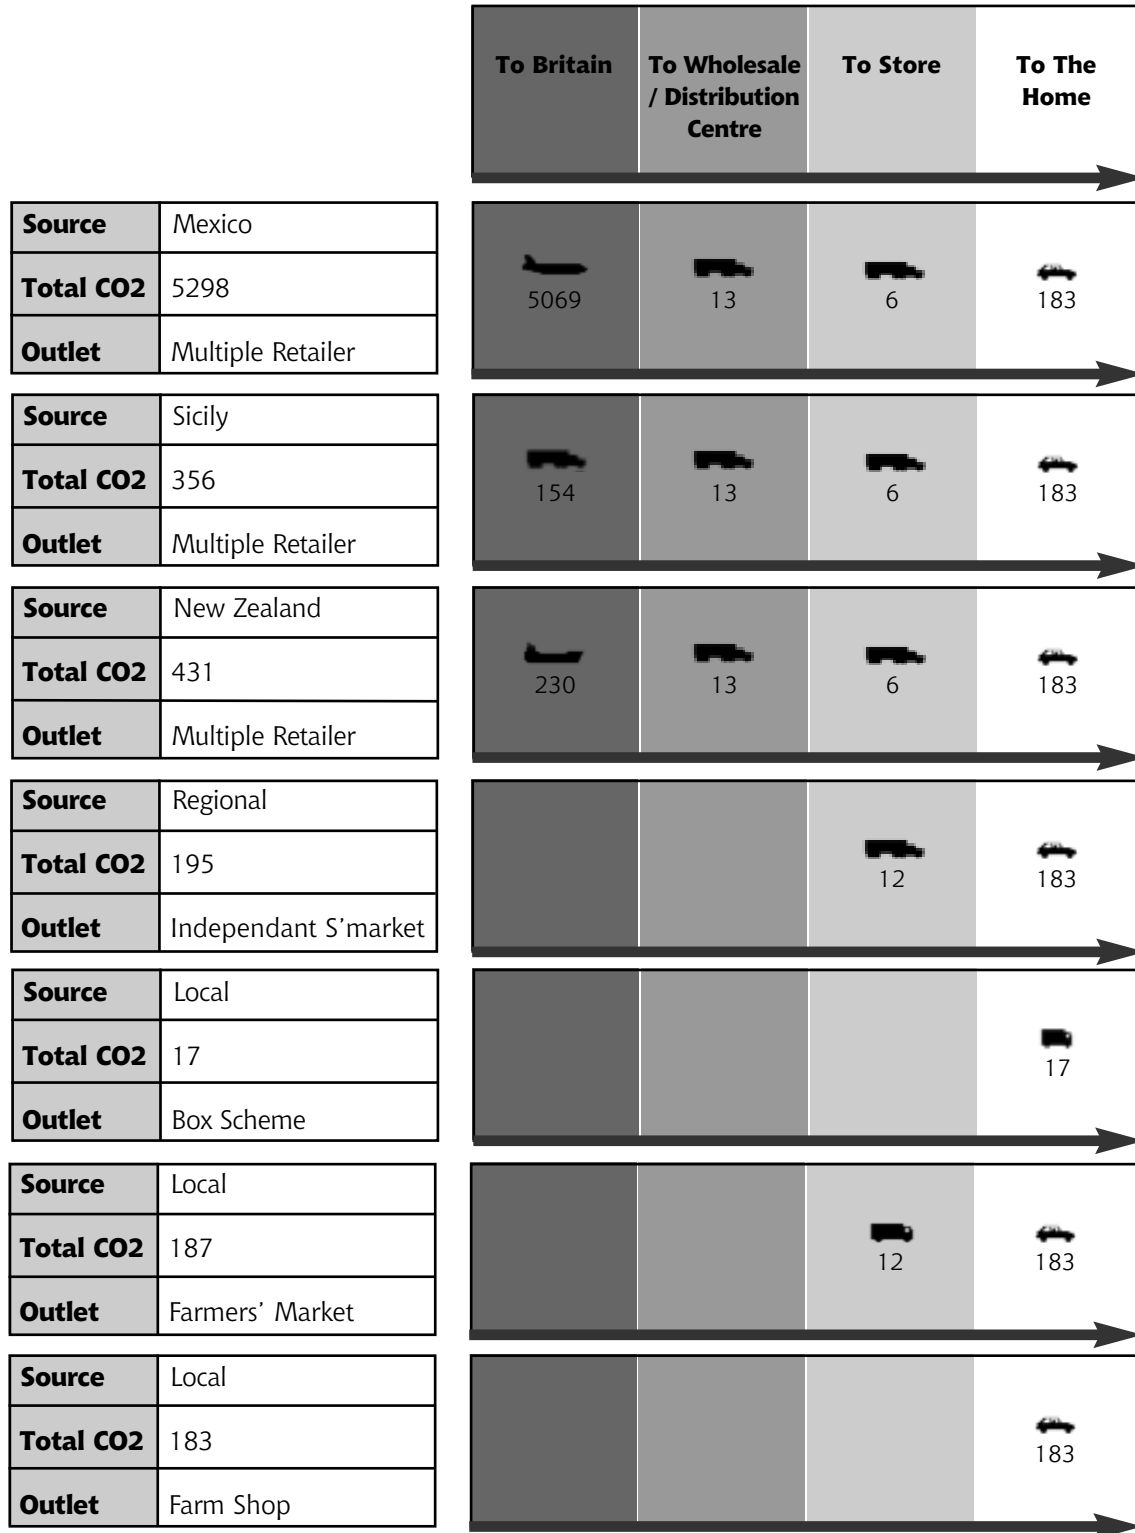 To Britain
To Wholesale
/ Distribution
Centre
To Store
To The
Home
Source Mexico
Total CO2 5298
Outlet Multiple Retailer
5069 13 6 183
Source Sicily
Total CO2 356
Outlet Multiple Retailer
154 13 6 183
Source New Zealand
Total CO2 431
Outlet Multiple Retailer
230 13 6 183
Source Regional
Total CO2 195
Outlet Independant S'market
12 183
Source Local
Total CO2 17
Outlet Box Scheme
17
Source Local
Total CO2 187
Outlet Farmers' Market
12 183
Source Local
Total CO2 183
Outlet Farm Shop
183